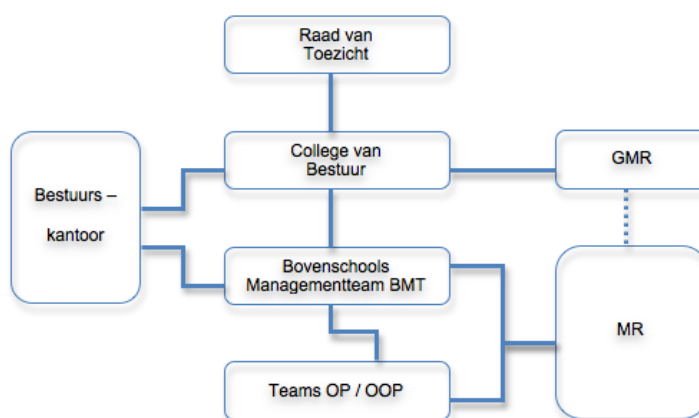 Raad van
Toezicht
College van
Bestuur
GMR
Bestuurs –
kantoor
Bovenschools
Managementteam BMT
MR
Teams OP / OOP